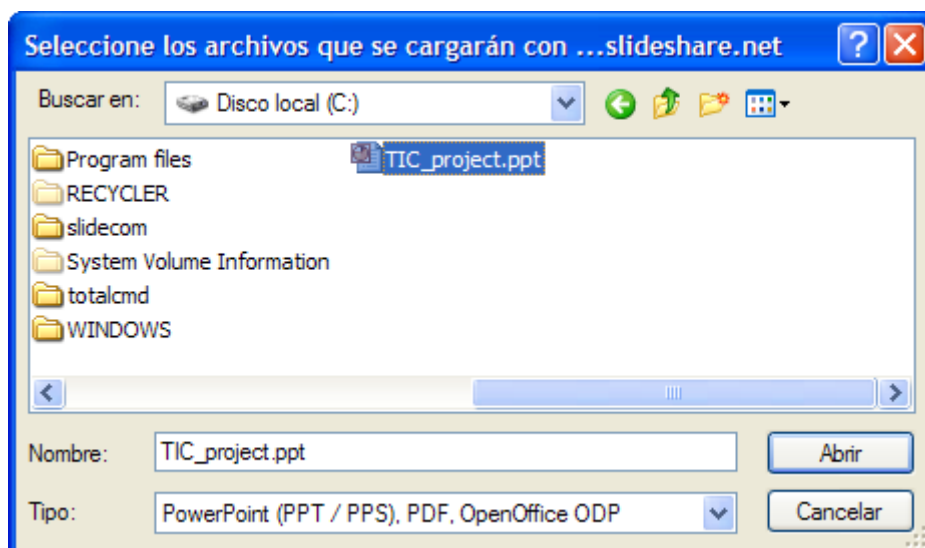 Seleccione los archivos que se cargarán con ...slideshare.net
Buscar en: Disco local (C:)
Program files
RECYCLER
slidecom
System Volume Information
totalcmd
WINDOWS
TIC_project.ppt
Nombre: TIC_project.ppt Abrir
Tipo: PowerPoint (PPT / PPS), PDF, OpenOffice ODP Cancelar